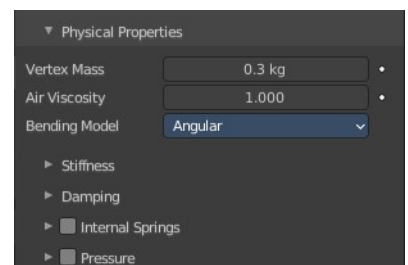 Physical Properties
Vertex Mass 0.3 kg
Air Viscosity 1.000
Bending Model Angular
Stiffness
Damping
Internal Springs
Pressure